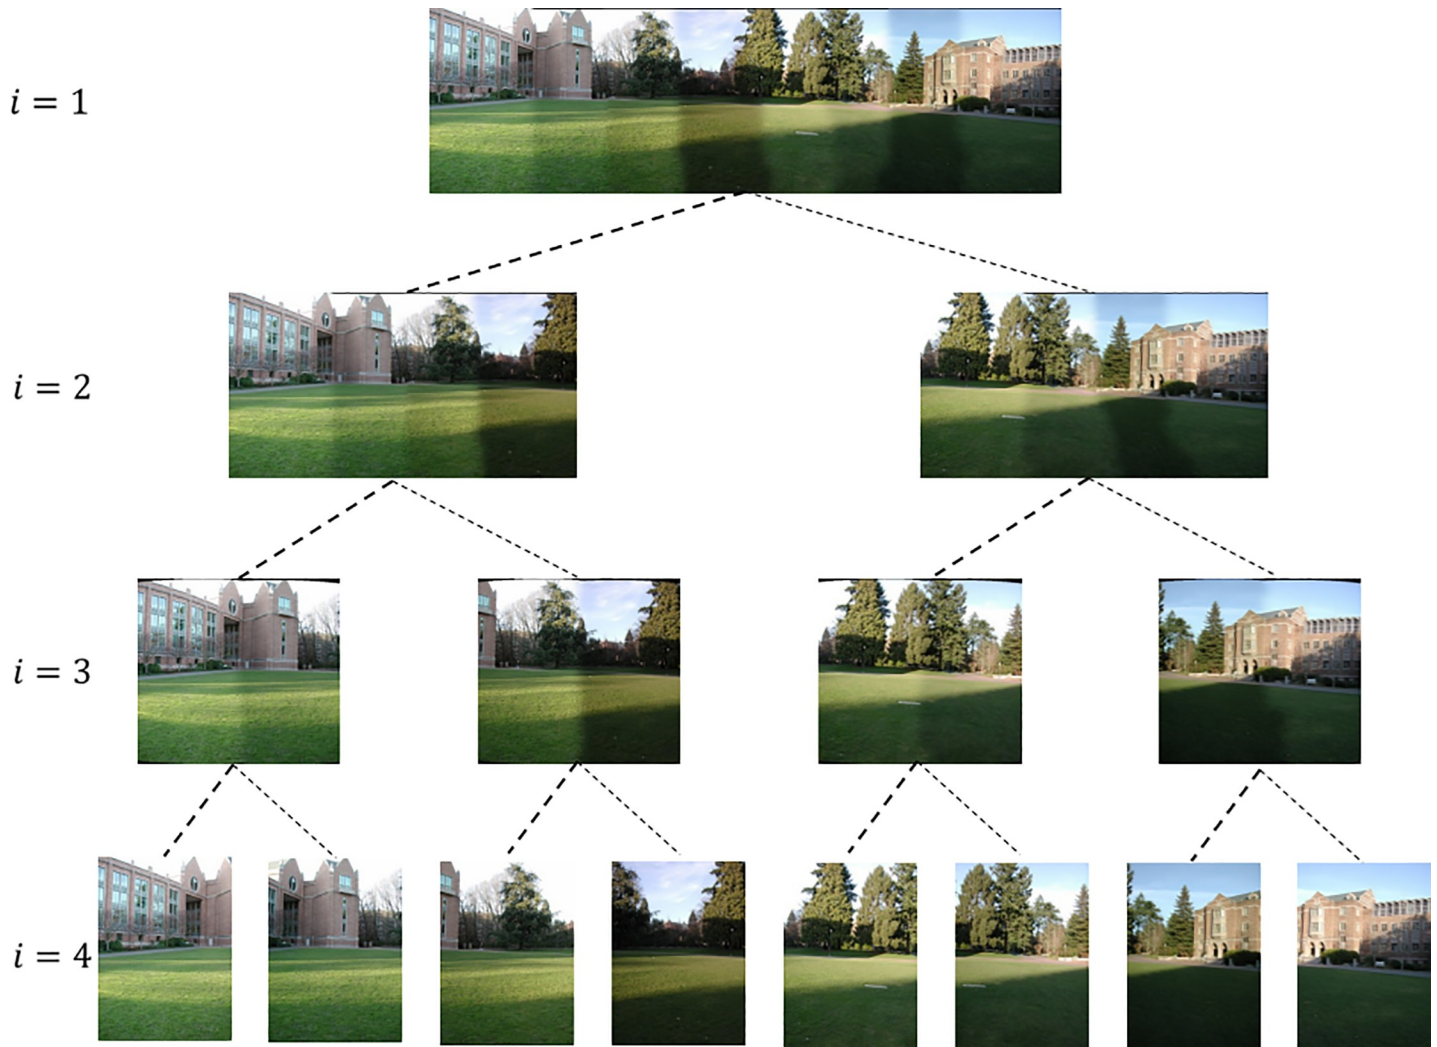 i = 1
i = 2
i = 3
i = 4